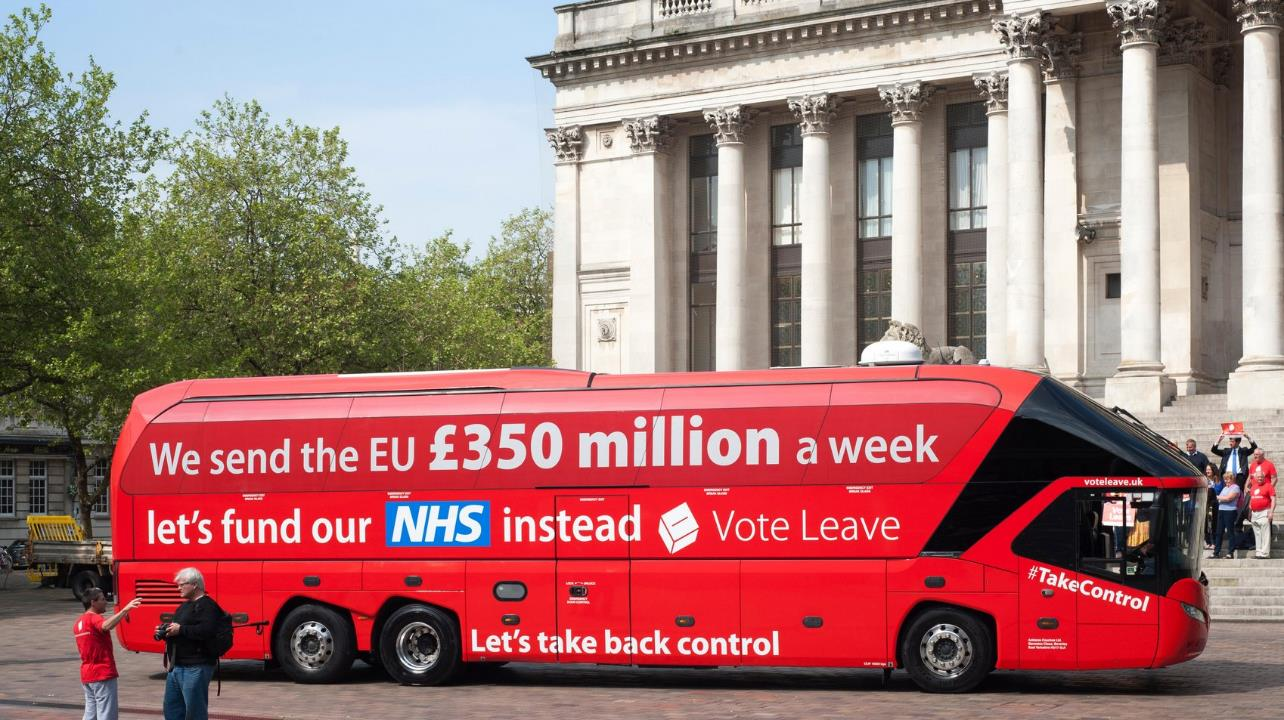 We send the EU £350 million a week
let's fund our NHS instead Vote Leave
voteleave.uk
#TakeControl
Let's take back control